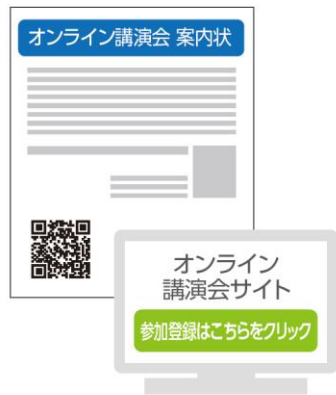 オンライン講演会 案内状
オンライン
講演会サイト
参加登録はこちらをクリック